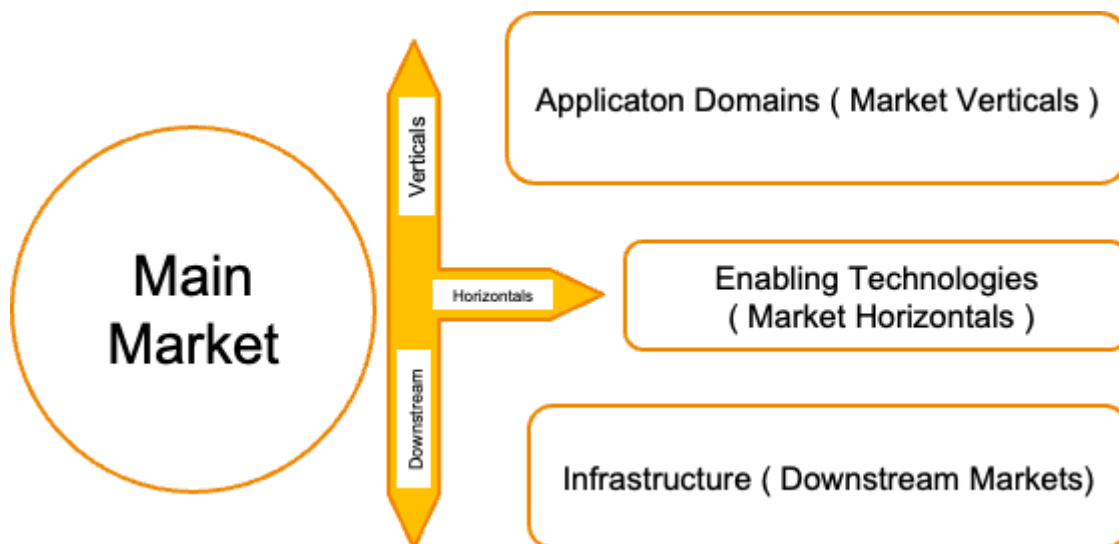 Main
Market
Verticals
Horizontals
Downstream
Applicaton Domains ( Market Verticals )
Enabling Technologies
( Market Horizontals )
Infrastructure ( Downstream Markets)